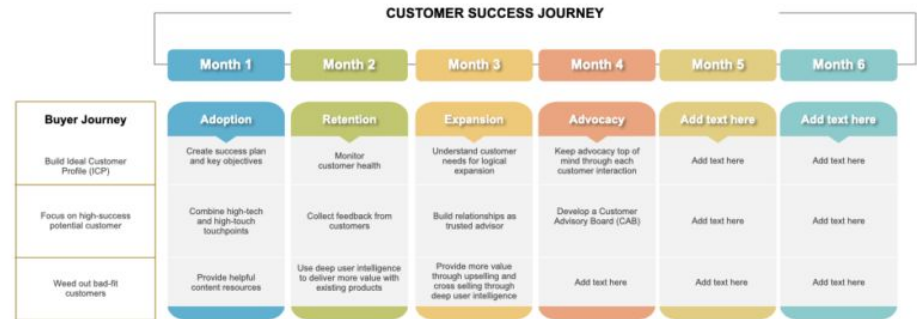 CUSTOMER SUCCESS JOURNEY
Month 1
Month 2
Month 3
Month 4
Month 5
Month 6
Buyer Journey
Adoption
Retention
Expansion
Advocacy
Add text here
Add text here
Build Ideal Customer
Profile (ICP)
Create success plan
and key objectives
Monitor
customer health
Understand customer
needs for logical
expansion
Keep advocacy top of
mind through each
customer interaction
Add text here
Add text here
Focus on high-success
potential customer
Combine high-tech
and high-touch
touchpoints
Collect feedback from
customers
Build relationships as
trusted advisor
Develop a Customer
Advisory Board (CAB)
Add text here
Add text here
Weed out bad-fit
customers
Provide helpful
content resources
Use deep user intelligence
to deliver more value with
existing products
Provide more value
through upselling and
cross selling through
deep user intelligence
Add text here
Add text here
Add text here